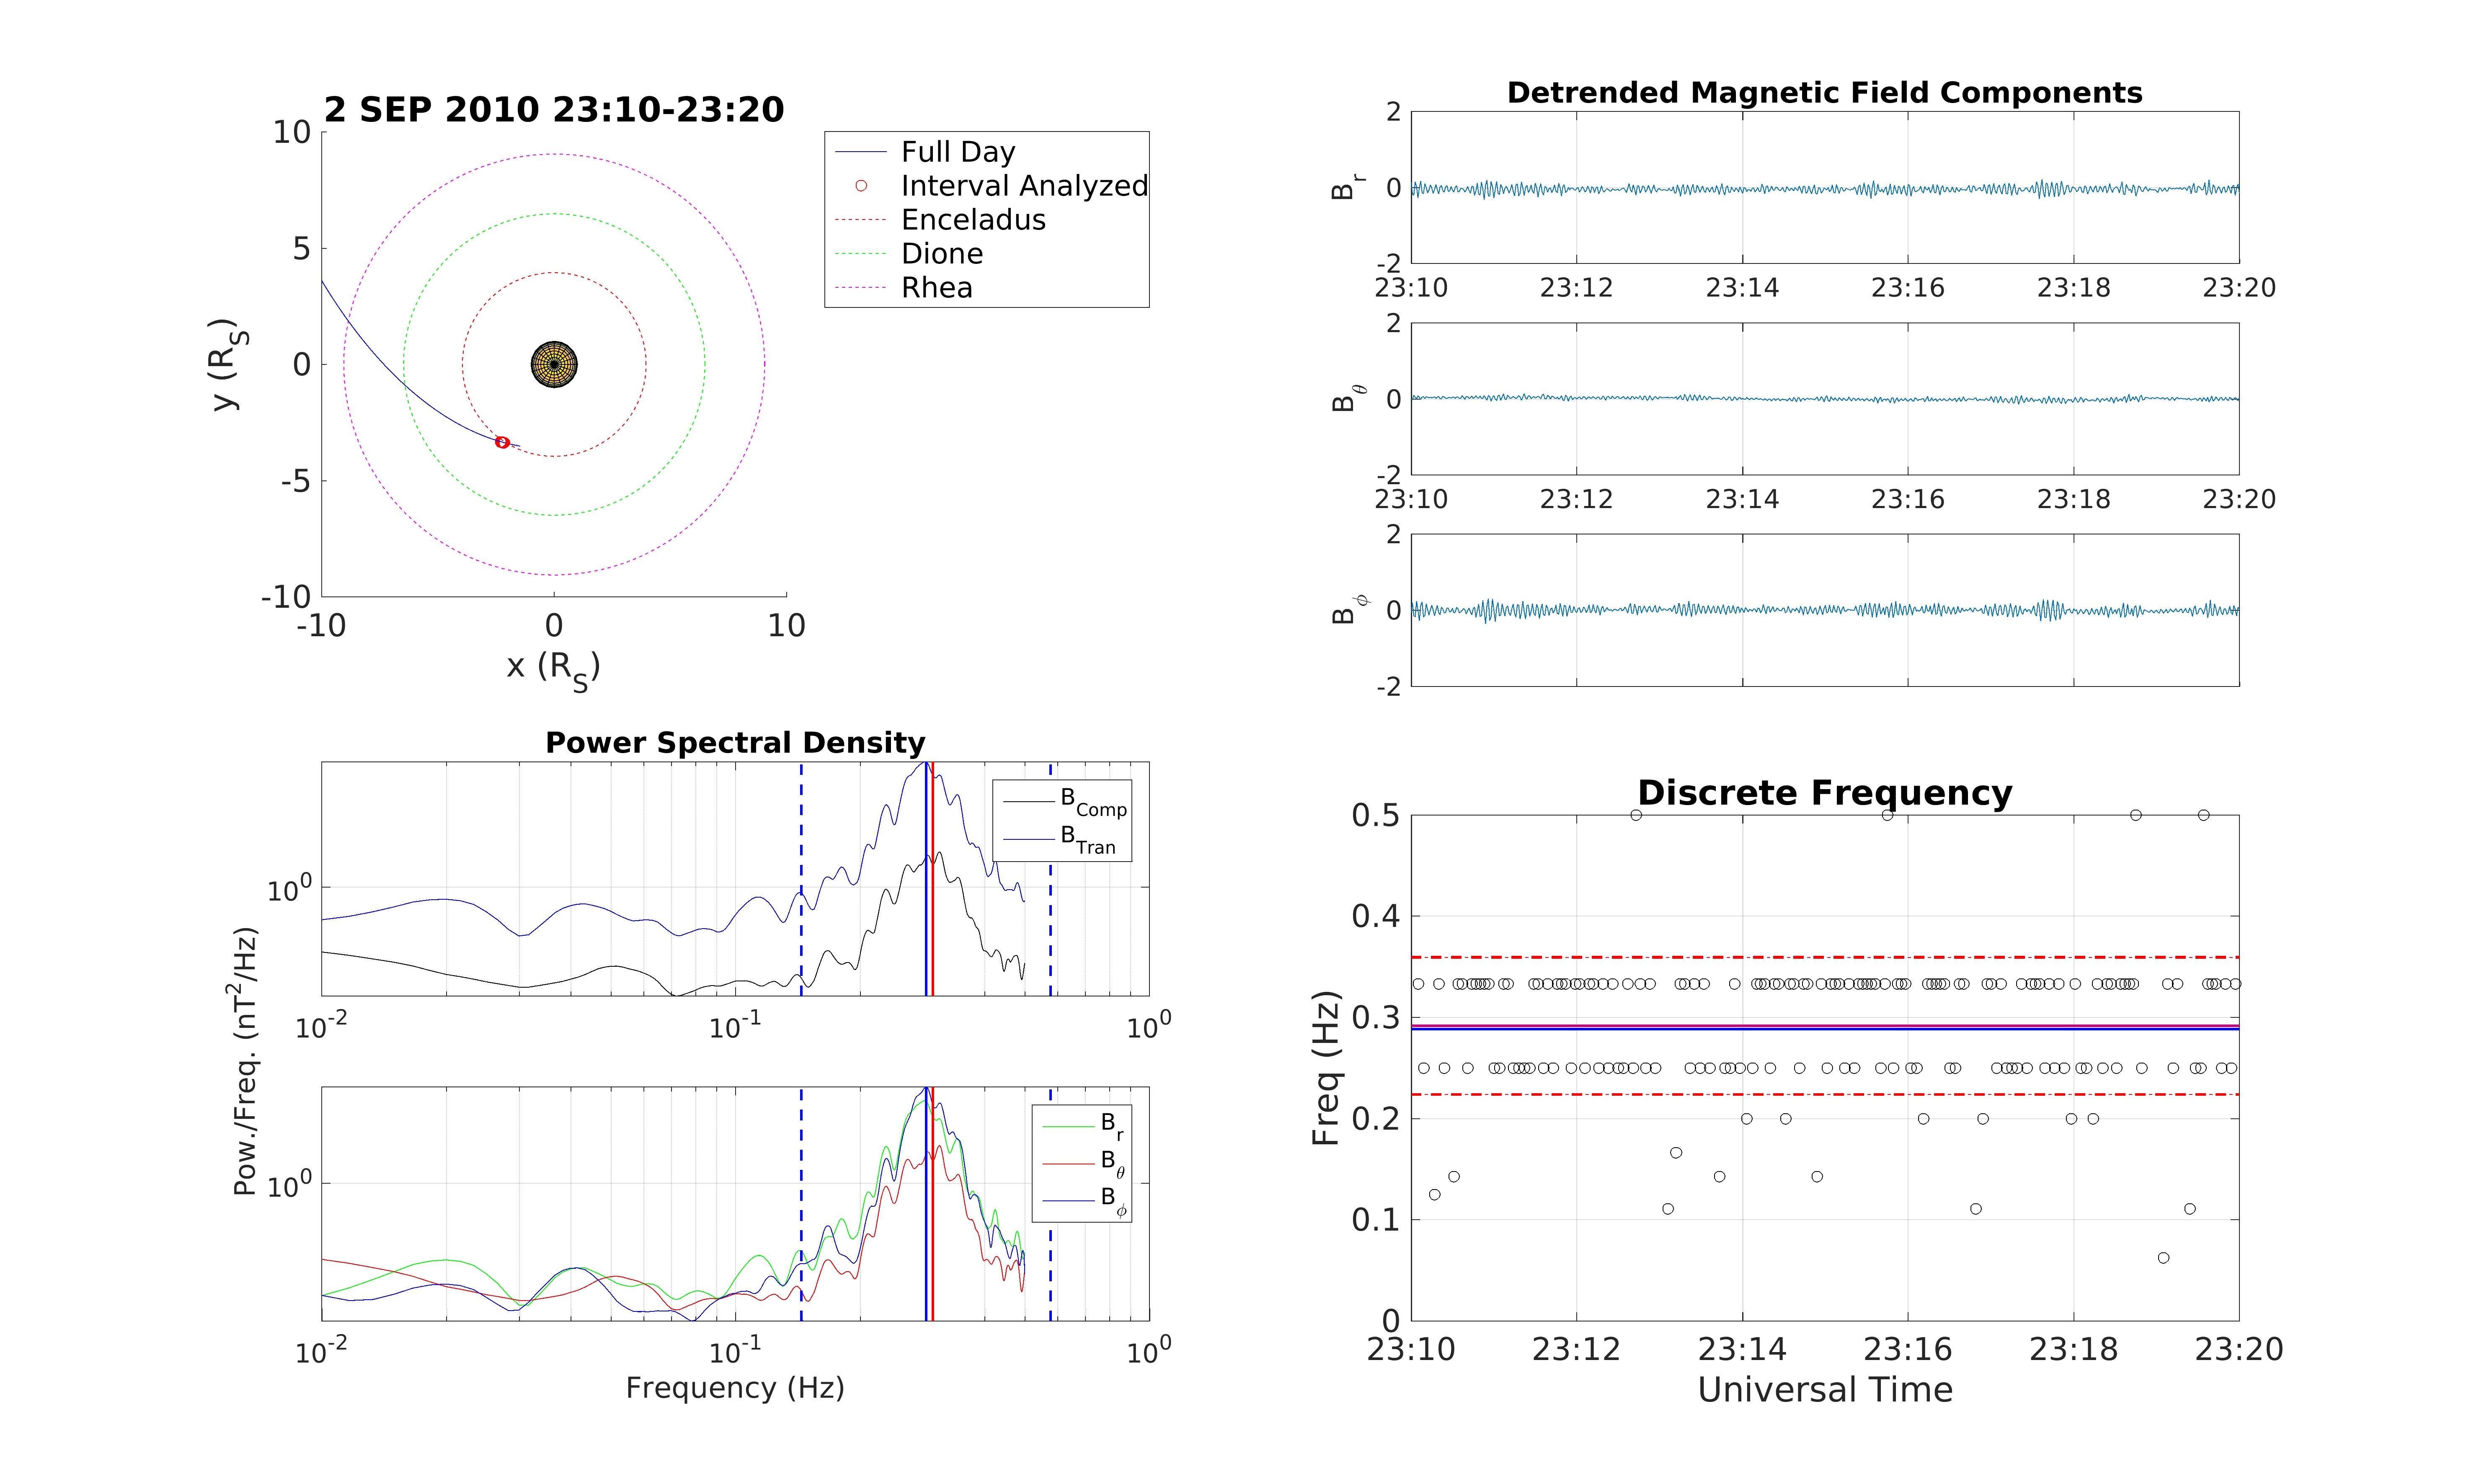 2 SEP 2010 23:10-23:20
10
5
0
-5
-10
-10
0
10
y (R_S)
x (R_S)
Full Day
Interval Analyzed
Enceladus
Dione
Rhea
Detrended Magnetic Field Components
B_r
2
0
-2
23:10
23:12
23:14
23:16
23:18
23:20
B_θ
2
0
-2
23:10
23:12
23:14
23:16
23:18
23:20
B_ϕ
2
0
-2
Power Spectral Density
B_Comp
B_Tran
10^0
10^-2
10^-1
10^0
Pow./Freq. (nT^2/Hz)
B_r
B_θ
B_ϕ
10^0
10^-2
10^-1
10^0
Frequency (Hz)
Discrete Frequency
Freq (Hz)
0.5
0.4
0.3
0.2
0.1
0
23:10
23:12
23:14
23:16
23:18
23:20
Universal Time